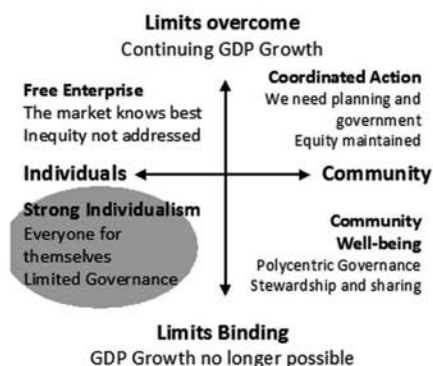 Limits overcome
Continuing GDP Growth
Free Enterprise
The market knows best
Inequity not addressed
Coordinated Action
We need planning and
government
Equity maintained
Individuals
Community
Strong Individualism
Everyone for
themselves
Limited Governance
Community
Well-being
Polycentric Governance
Stewardship and sharing
Limits Binding
GDP Growth no longer possible